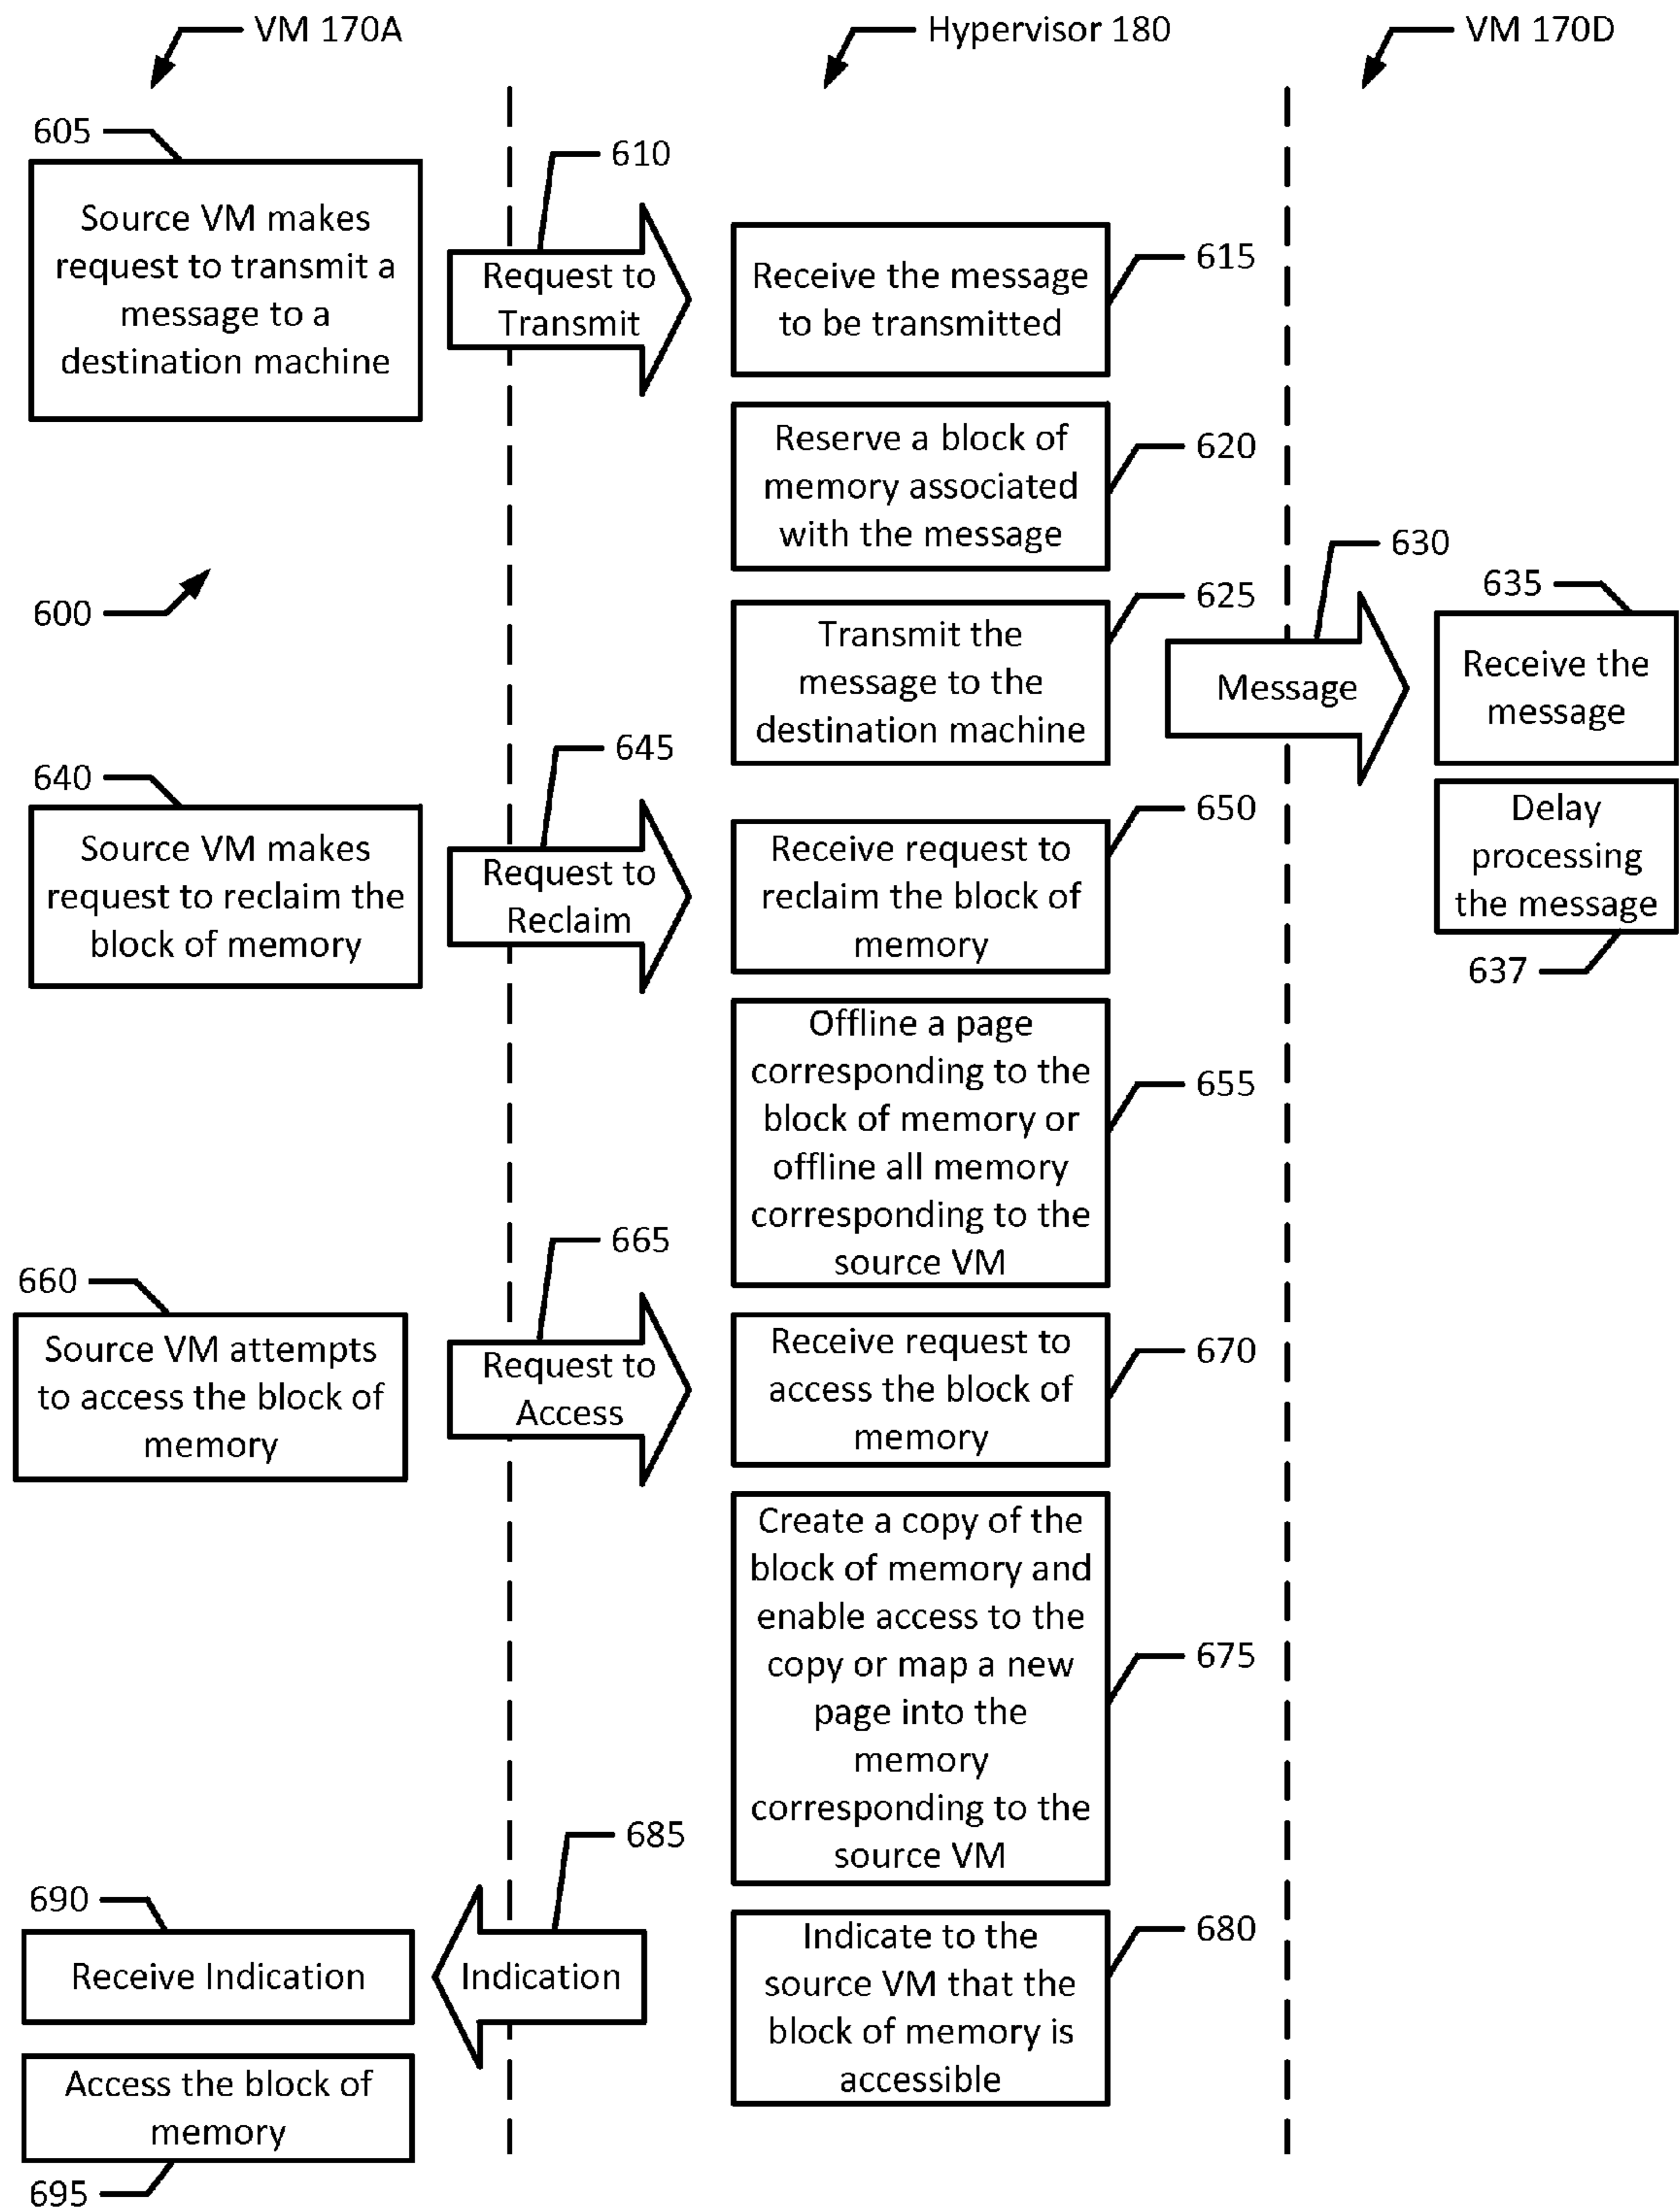 VM 170A
Hypervisor 180
VM 170D
605
Source VM makes
request to transmit a
message to a
destination machine
610
Request to
Transmit
Receive the message
to be transmitted
615
Reserve a block of
memory associated
with the message
620
600
Transmit the
message to the
destination machine
625
630
Message
635
Receive the
message
Delay
processing
the message
637
640
Source VM makes
request to reclaim the
block of memory
645
Request to
Reclaim
Receive request to
reclaim the block of
memory
650
Offline a page
corresponding to the
block of memory or
offline all memory
corresponding to the
source VM
655
660
Source VM attempts
to access the block of
memory
665
Request to
Access
Receive request to
access the block of
memory
670
Create a copy of the
block of memory and
enable access to the
copy or map a new
page into the
memory
corresponding to the
source VM
675
Indicate to the
source VM that the
block of memory is
accessible
680
685
Indication
690
Receive Indication
Access the block of
memory
695